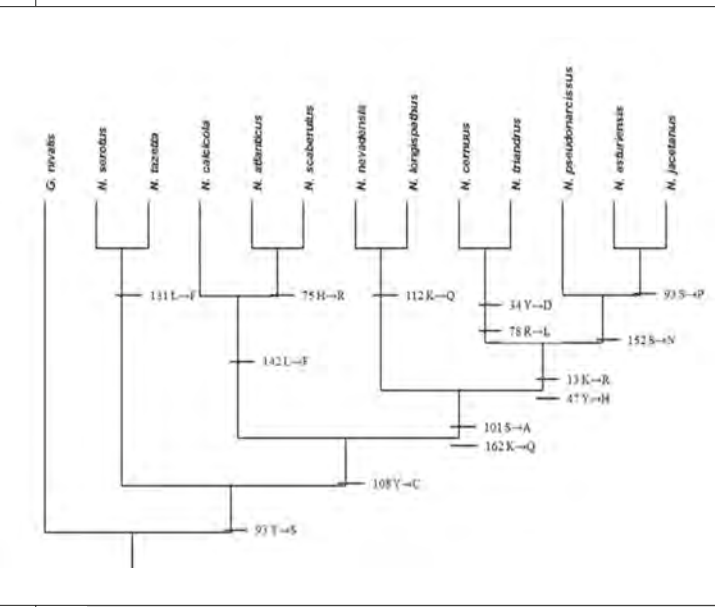 G. nivalis
N. serotus
N. tazetta
N. calcicola
N. atlanticus
N. scaberulus
N. nevadensis
N. longispathus
N. cernuus
N. triandrus
N. pseudonarcissus
N. asturiensis
N. jacetanus
131 L→F
75 H→R
112 K→Q
34 Y→D
93 S→P
78 R→L
152 S→N
142 L→F
13 K→R
47 Y→H
101 S→A
162 K→Q
108 Y→C
93 Y→S